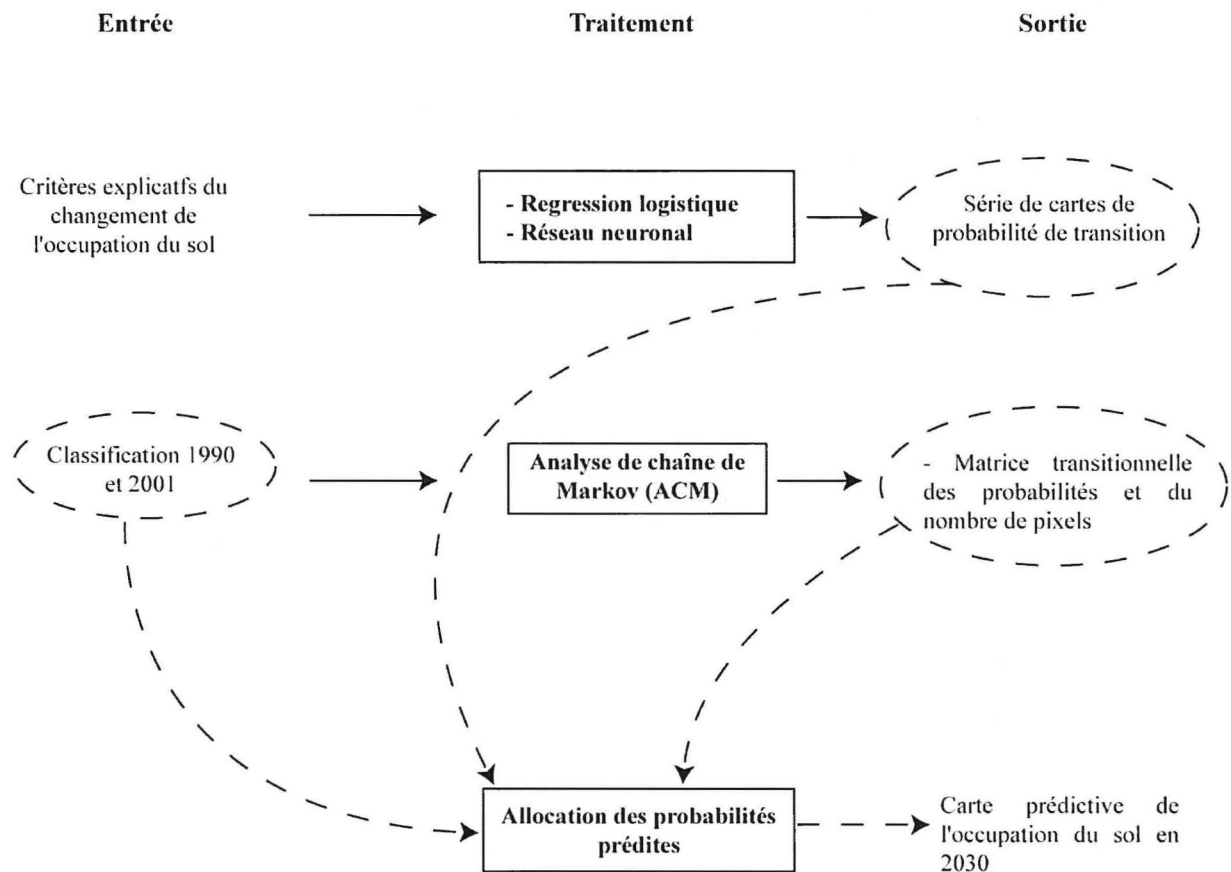 Entrée
Traitement
Sortie
Critères explicatfs du
changement de
l'occupation du sol
- Regression logistique
- Réseau neuronal
Série de cartes de
probabilité de transition
Classification 1990
et 2001
Analyse de chaîne de
Markov (ACM)
- Matrice transitionnelle
des probabilités et du
nombre de pixels
Allocation des probabilités
prédites
Carte prédictive de
l'occupation du sol en
2030